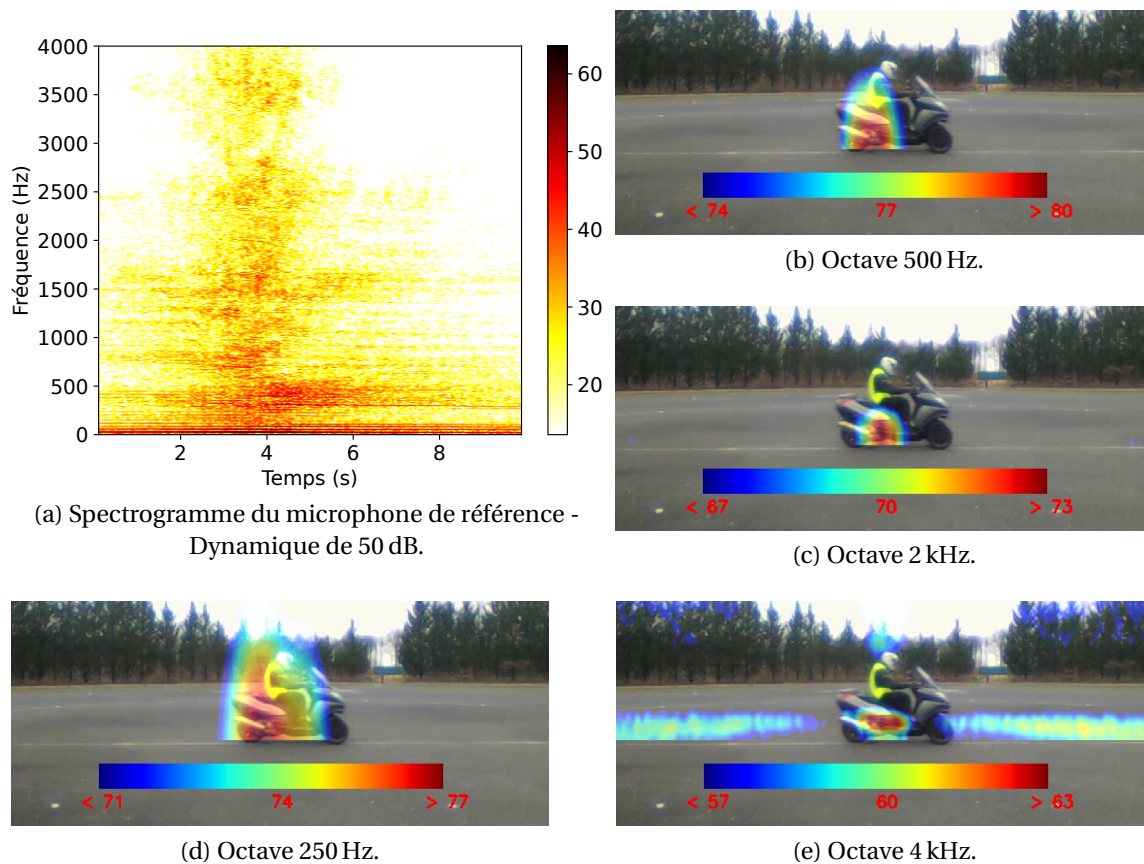 4000
3500
3000
2500
2000
1500
1000
500
0
Fréquence (Hz)
2 4 6 8
Temps (s)
60
50
40
30
20
(a) Spectrogramme du microphone de référence -
Dynamique de 50 dB.
< 74 77 > 80
(b) Octave 500 Hz.
< 67 70 > 73
(c) Octave 2 kHz.
< 71 74 > 77
(d) Octave 250 Hz.
< 57 60 > 63
(e) Octave 4 kHz.